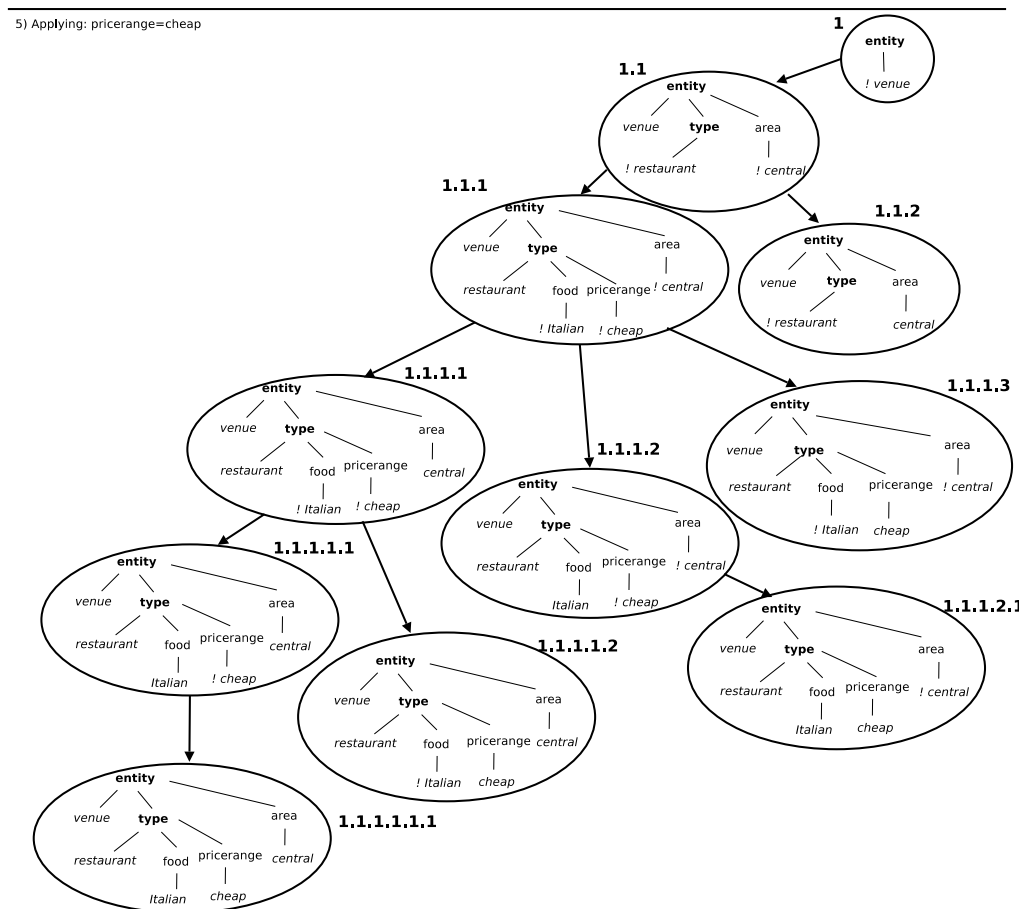 5) Applying: pricerange=cheap
1
entity
! venue
1.1
entity
venue type area
! restaurant ! central
1.1.1
entity
venue type area
restaurant food pricerange ! central
! Italian ! cheap
1.1.2
entity
venue type area
! restaurant central
1.1.1.1
entity
venue type area
restaurant food pricerange central
! Italian ! cheap
1.1.1.2
entity
venue type area
restaurant food pricerange ! central
Italian ! cheap
1.1.1.3
entity
venue type area
restaurant food pricerange ! central
! Italian cheap
1.1.1.1.1
entity
venue type area
restaurant food pricerange central
Italian ! cheap
1.1.1.1.2
entity
venue type area
restaurant food pricerange central
! Italian cheap
1.1.1.2.1
entity
venue type area
restaurant food pricerange ! central
Italian cheap
1.1.1.1.1.1
entity
venue type area
restaurant food pricerange central
Italian cheap